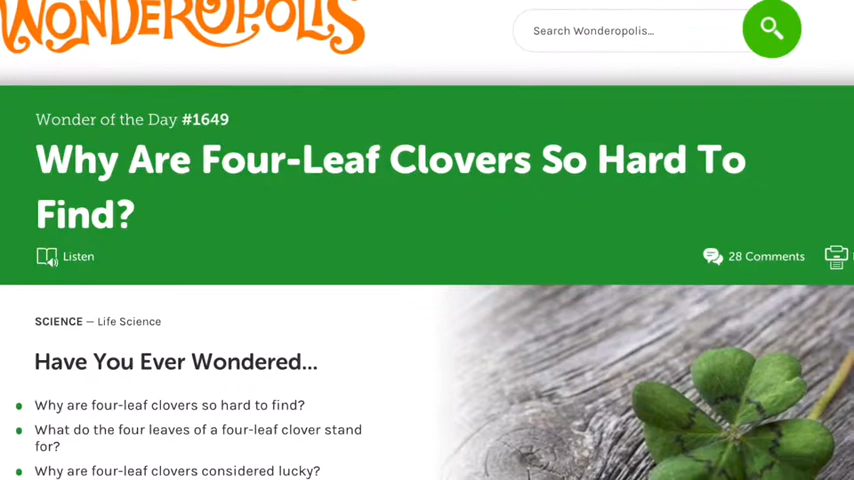 WONDEROPOLIS
Search Wonderopolis...
Wonder of the Day #1649
Why Are Four-Leaf Clovers So Hard To
Find?
Listen
28 Comments
SCIENCE — Life Science
Have You Ever Wondered...
Why are four-leaf clovers so hard to find?
What do the four leaves of a four-leaf clover stand
for?
Why are four-leaf clovers considered lucky?